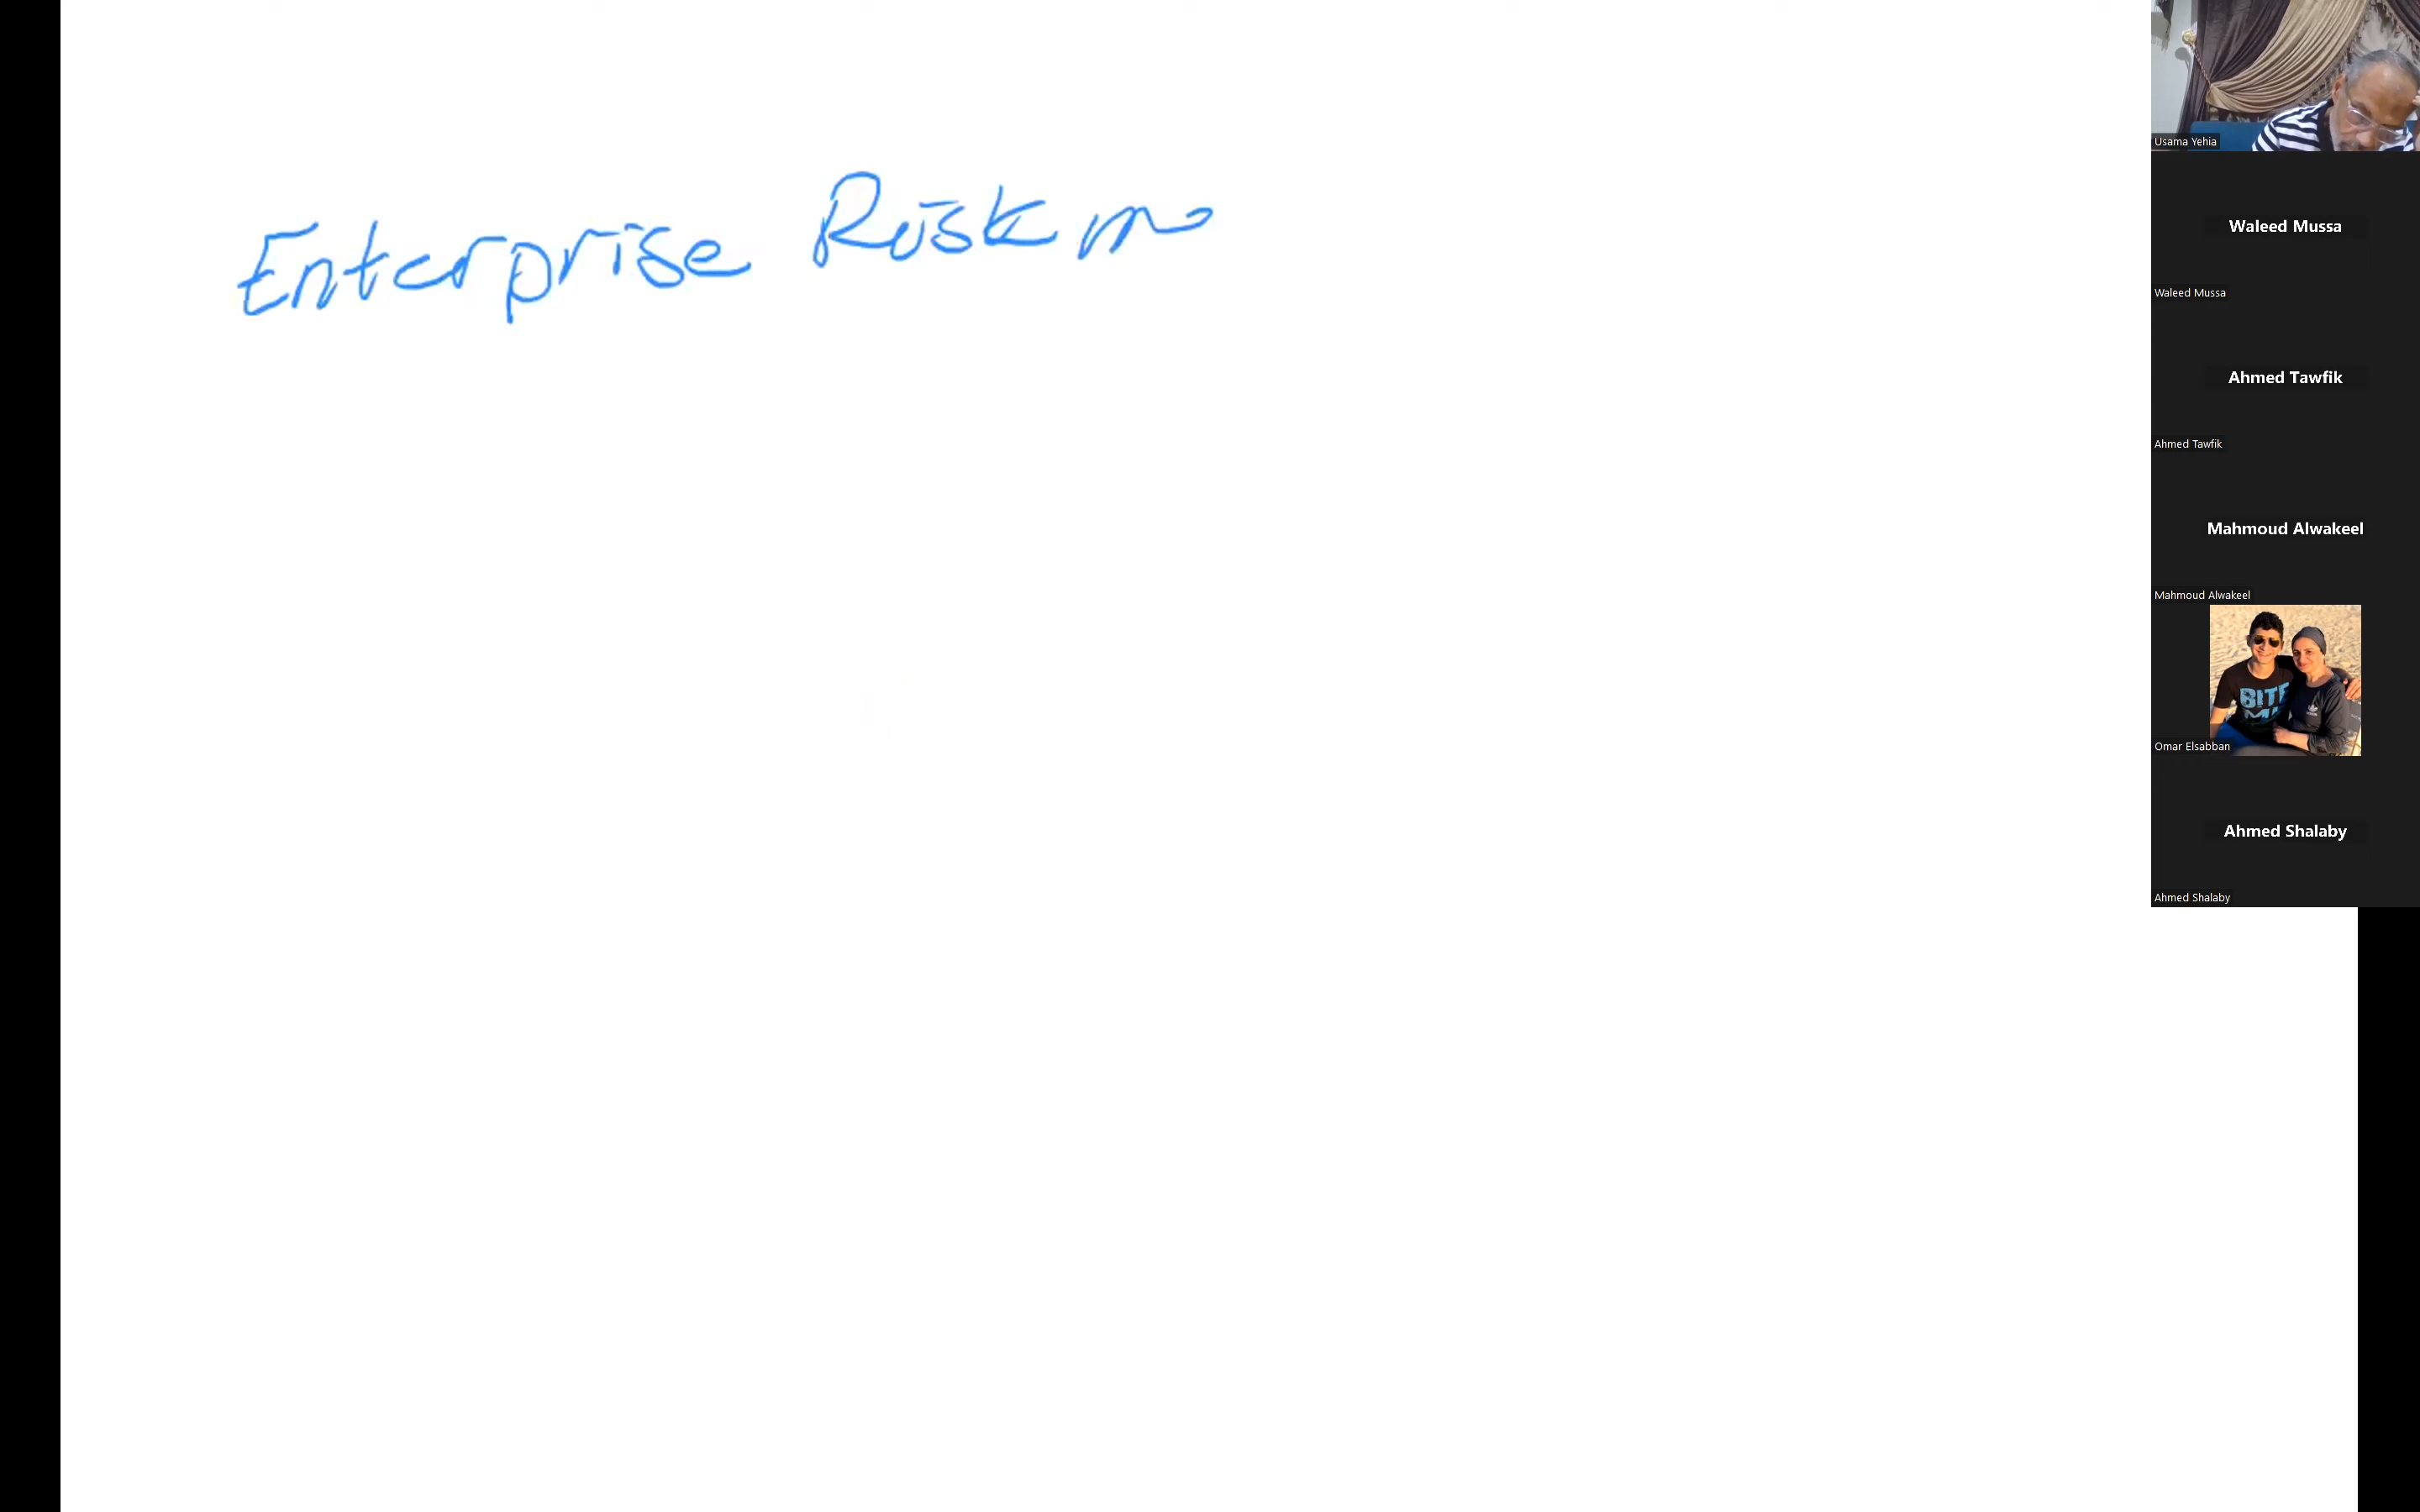 Enterprise Risk m
Usama Yehia
Waleed Mussa
Waleed Mussa
Ahmed Tawfik
Ahmed Tawfik
Mahmoud Alwakeel
Mahmoud Alwakeel
BITE
Omar Elsabban
Ahmed Shalaby
Ahmed Shalaby